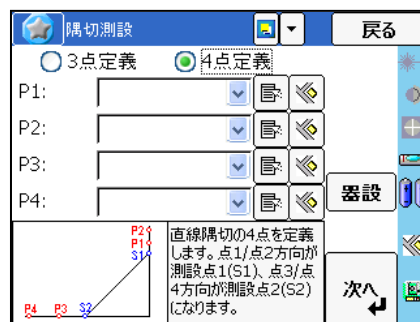 隅切測設
戻る
3点定義
4点定義
P1:
P2:
P3:
P4:
器設
P2
P1
S1
P4
P3
S2
直線隅切の4点を定義
します。点1/点2方向が
測設点1(S1)、点3/点
4方向が測設点2(S2)
になります。
次へ